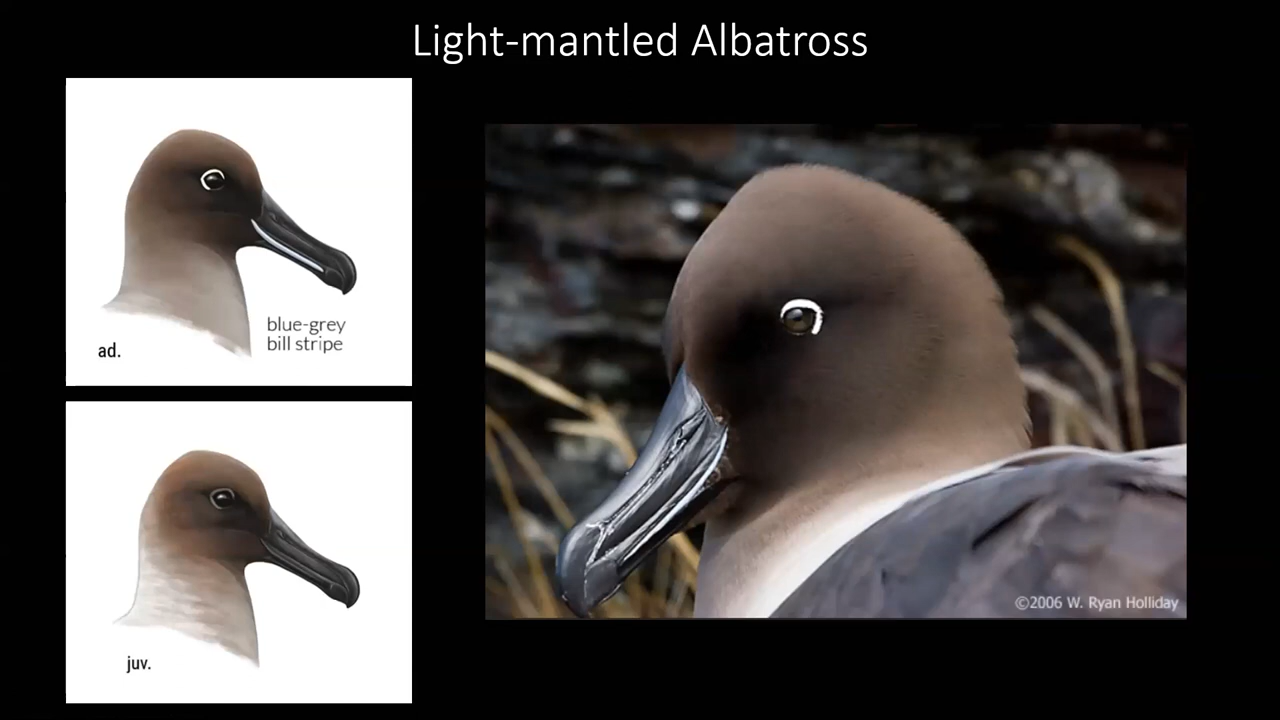 Light-mantled Albatross
blue-grey
bill stripe
ad.
juv.
©2006 W. Ryan Holliday